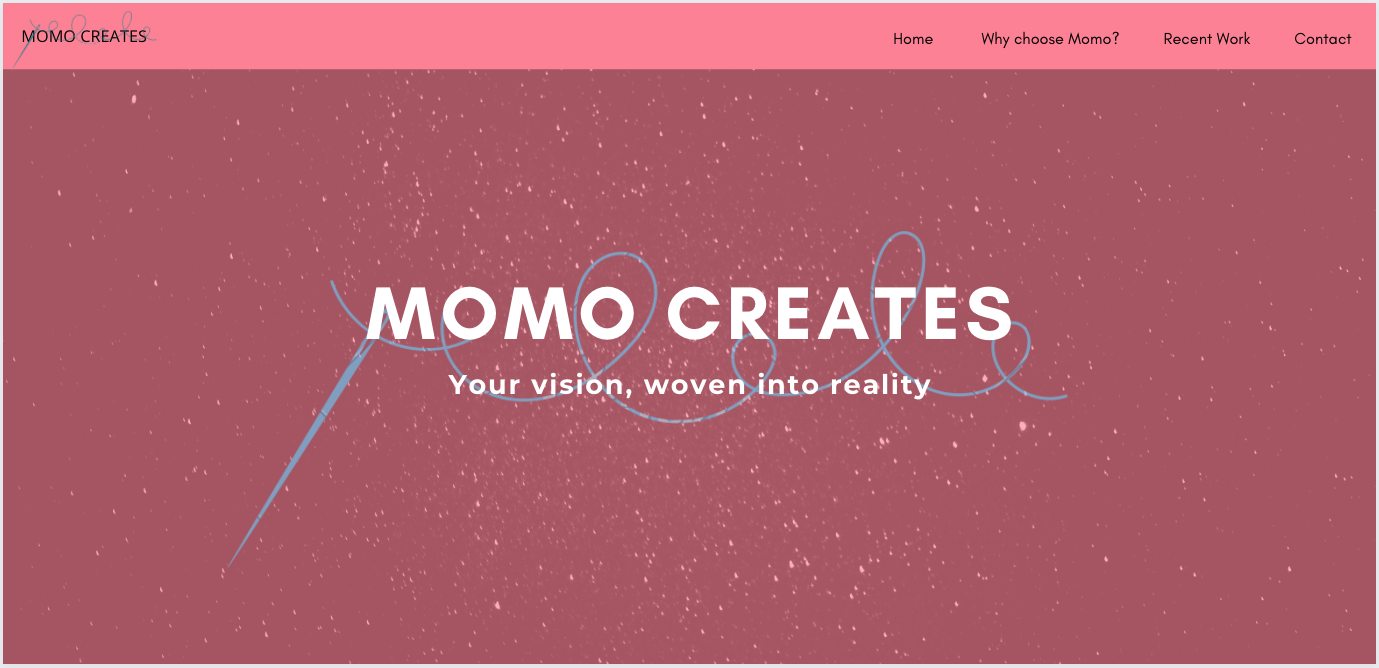 MOMO CREATES
Home
Why choose Momo?
Recent Work
Contact
MOMO CREATES
Your vision, woven into reality